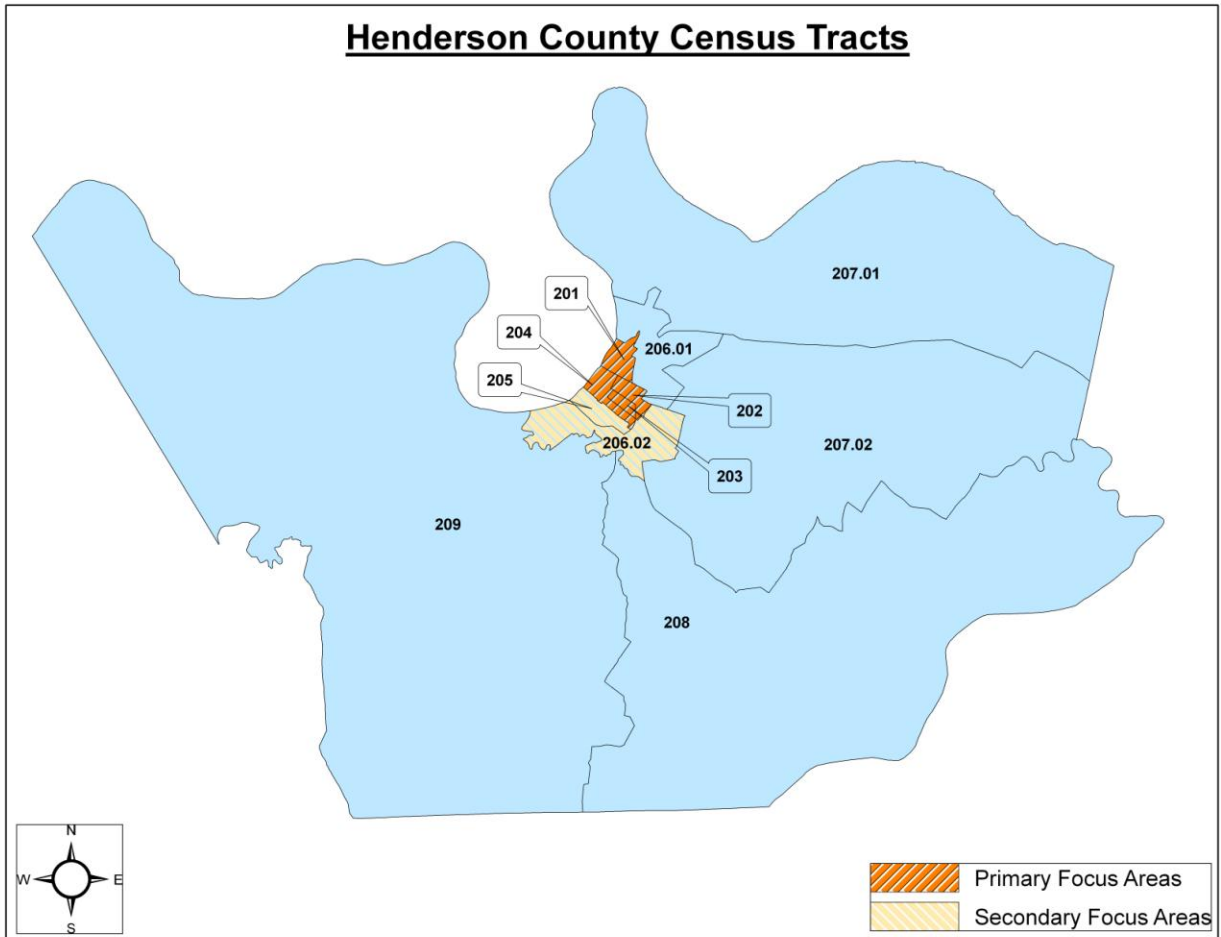 Henderson County Census Tracts
207.01
201
204
206.01
205
202
206.02
207.02
203
209
208
N
W
E
S
Primary Focus Areas
Secondary Focus Areas